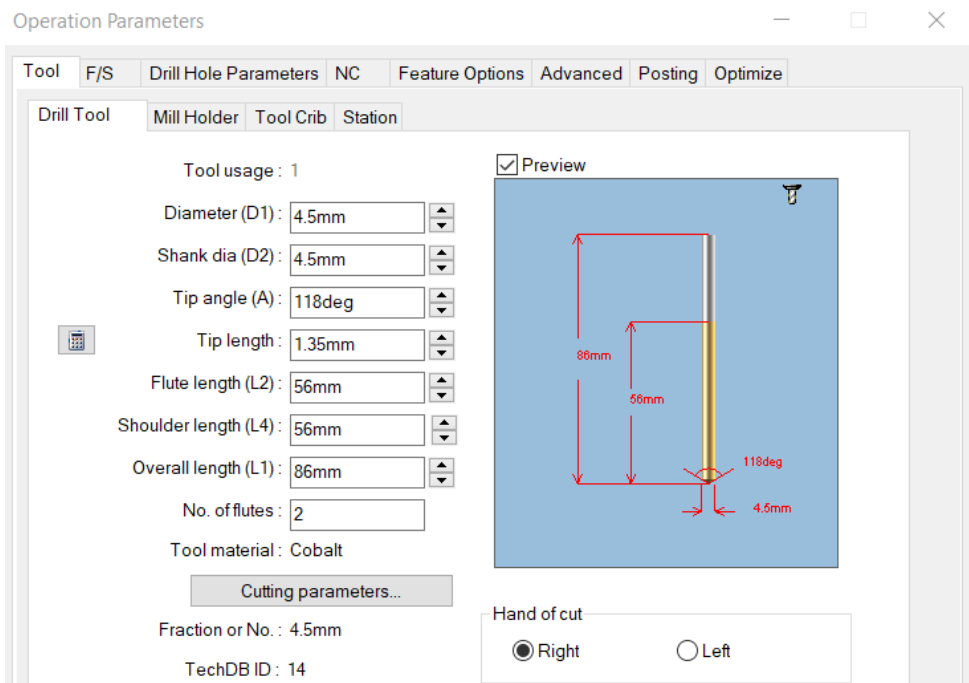 Operation Parameters
Tool F/S Drill Hole Parameters NC Feature Options Advanced Posting Optimize
Drill Tool Mill Holder Tool Crib Station
Tool usage : 1
Preview
Diameter (D1) : 4.5mm
Shank dia (D2) : 4.5mm
Tip angle (A) : 118deg
Tip length : 1.35mm
Flute length (L2) : 56mm
Shoulder length (L4) : 56mm
Overall length (L1) : 86mm
No. of flutes : 2
Tool material : Cobalt
Cutting parameters...
Fraction or No. : 4.5mm
TechDB ID : 14
86mm
56mm
118deg
4.5mm
Hand of cut
Right Left